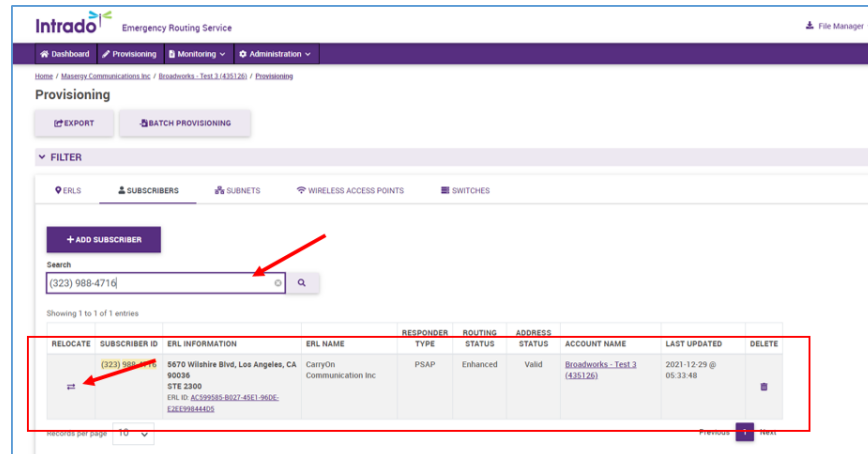 Intrado Emergency Routing Service File Manager
Dashboard Provisioning Monitoring Administration
Home / Masergy Communications Inc / Broadworks - Test 3 (435126) / Provisioning
Provisioning
EXPORT BATCH PROVISIONING
FILTER
ERLS SUBSCRIBERS SUBNETS WIRELESS ACCESS POINTS SWITCHES
+ ADD SUBSCRIBER
Search
(323) 988-4716
Showing 1 to 1 of 1 entries
RELOCATE SUBSCRIBER ID ERL INFORMATION ERL NAME RESPONDER TYPE ROUTING STATUS ADDRESS STATUS ACCOUNT NAME LAST UPDATED DELETE
(323) 988-4716 5670 Wilshire Blvd, Los Angeles, CA CarryOn PSAP Enhanced Valid Broadworks - Test 3 2021-12-29 @
90036 Communication Inc (435126) 05:33:48
STE 2300
ERL ID: AC599585-B027-45E1-96DE-
E2EE998444D5
Records per page 10 Previous 1 Next